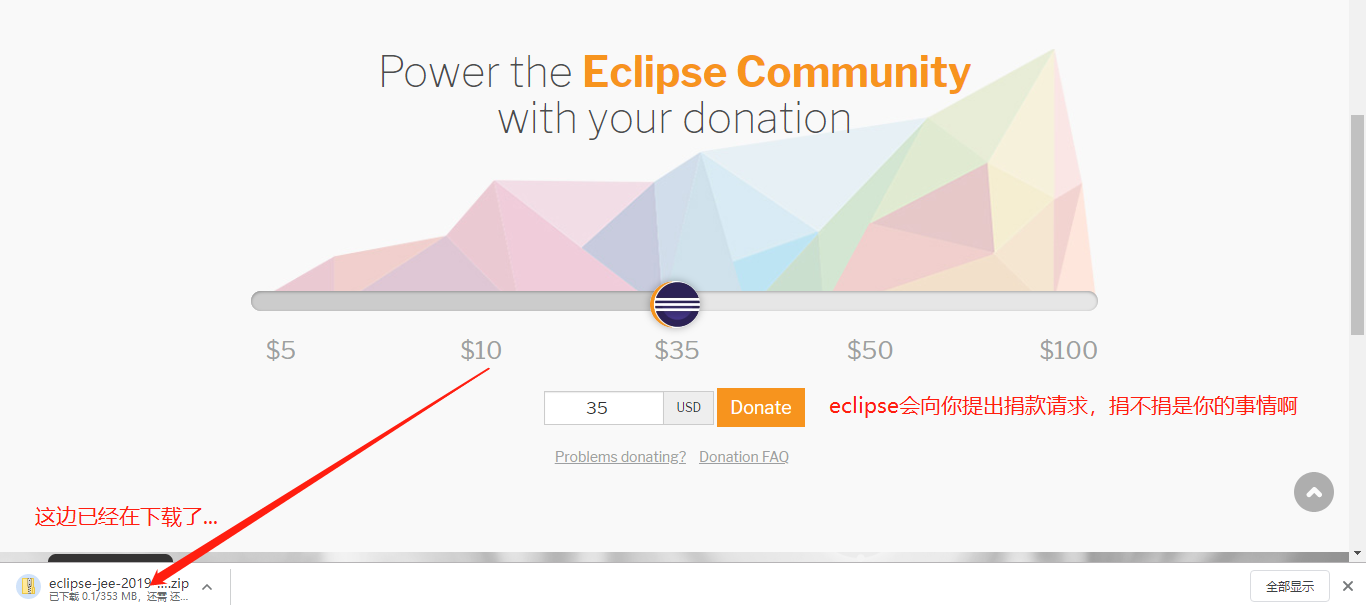 Power the Eclipse Community
with your donation
$5 $10 $35 $50 $100
35 USD Donate
eclipse会向你提出捐款请求，捐不捐是你的事情啊
Problems donating? Donation FAQ
这边已经在下载了...
eclipse-jee-2019-....zip
已下载 0.1/353 MB，还需 还...
全部显示